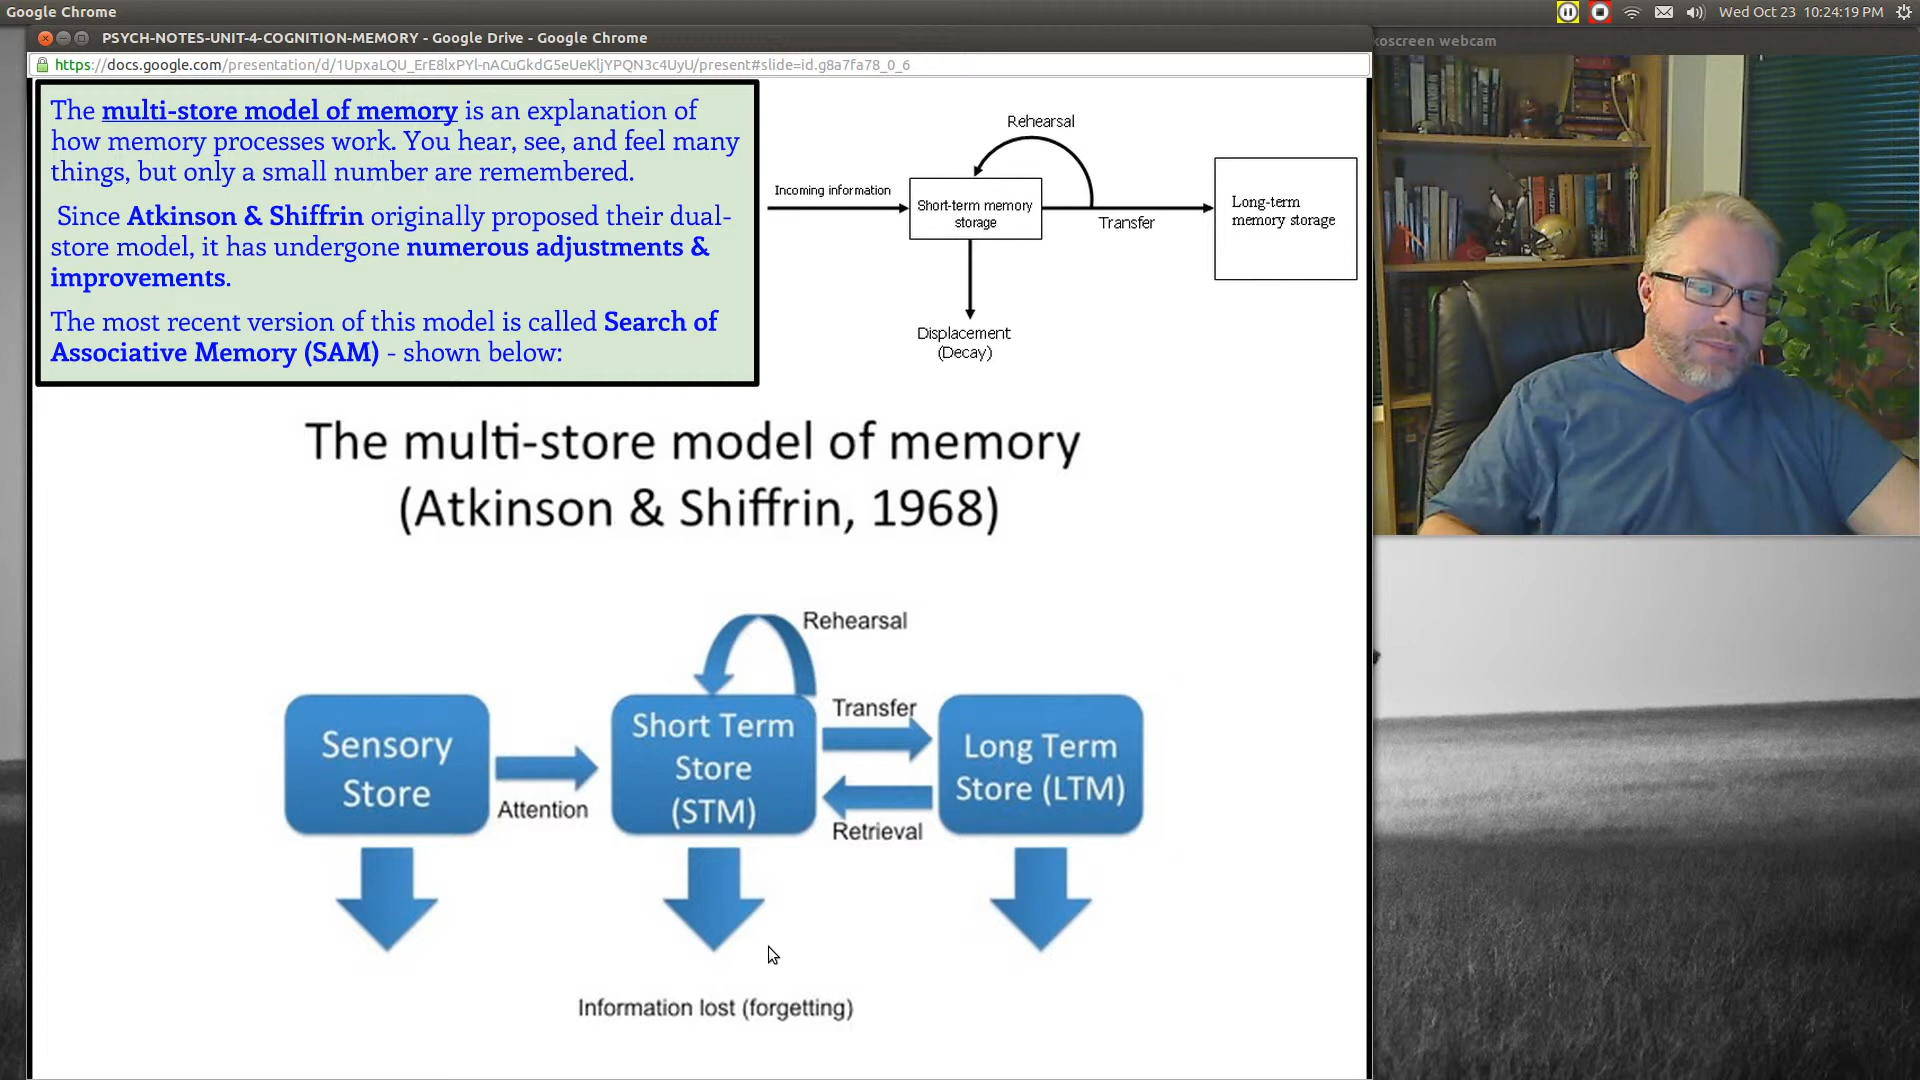 Google Chrome
Wed Oct 23 10:24:19 PM
PSYCH-NOTES-UNIT-4-COGNITION-MEMORY - Google Drive - Google Chrome
koscreen webcam
https://docs.google.com/presentation/d/1UpxaLQU_ErE8lxPYl-nACuGkdG5eUeKljYPQN3c4UyU/present#slide=id.g8a7fa78_0_6
The multi-store model of memory is an explanation of
how memory processes work. You hear, see, and feel many
things, but only a small number are remembered.
Since Atkinson & Shiffrin originally proposed their dual-
store model, it has undergone numerous adjustments &
improvements.
The most recent version of this model is called Search of
Associative Memory (SAM) - shown below:
Rehearsal
Incoming information
Short-term memory
storage
Transfer
Long-term
memory storage
Displacement
(Decay)
The multi-store model of memory
(Atkinson & Shiffrin, 1968)
Rehearsal
Sensory
Store
Attention
Short Term
Store
(STM)
Transfer
Retrieval
Long Term
Store (LTM)
Information lost (forgetting)